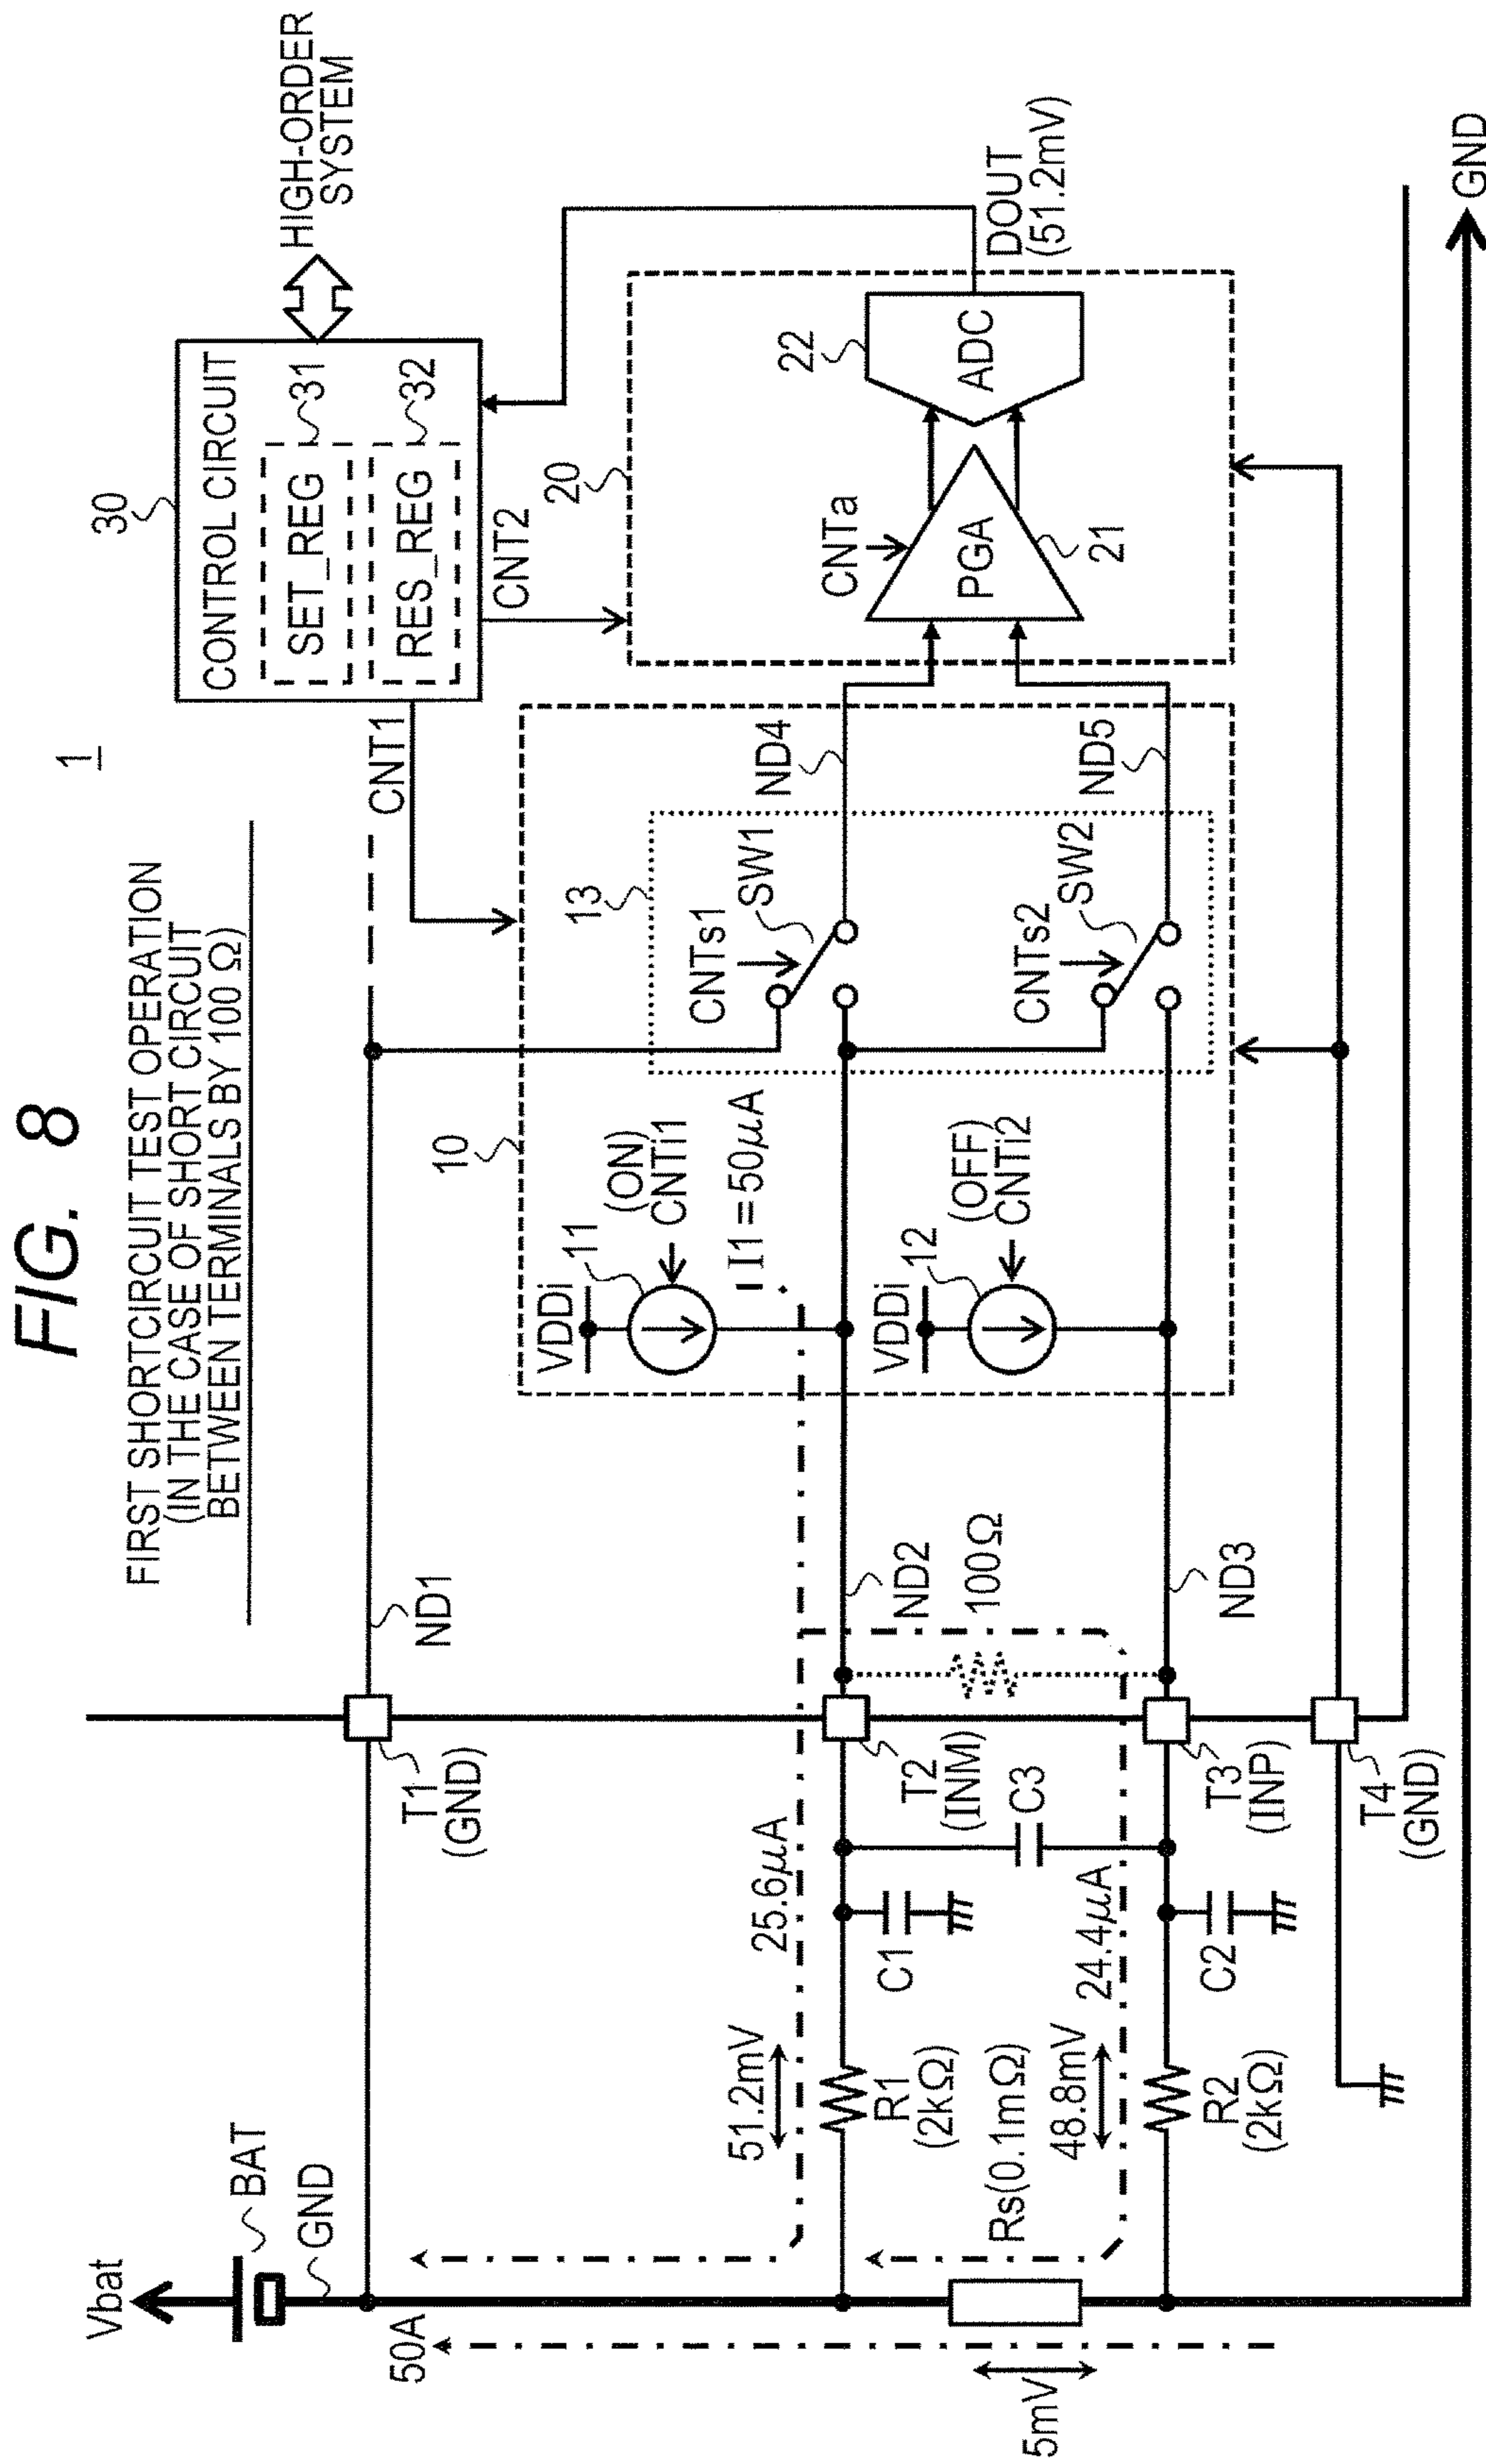 FIG. 8
FIRST SHORTCIRCUIT TEST OPERATION
(IN THE CASE OF SHORT CIRCUIT
BETWEEN TERMINALS BY 100 Ω)
1
30
CONTROL CIRCUIT
SET_REG
31
RES_REG
32
HIGH-ORDER
SYSTEM
CNT1
CNT2
Vbat
BAT
GND
50A
T1
(GND)
ND1
10
13
20
VDDi
11
(ON)
CNTi1
I1=50μA
CNTs1
SW1
ND4
CNTa
PGA
21
22
ADC
DOUT
(51.2mV)
51.2mV
25.6μA
R1
(2kΩ)
C1
T2
(INM)
ND2
C3
100Ω
VDDi
12
(OFF)
CNTi2
CNTs2
SW2
ND5
Rs(0.1mΩ)
5mV
48.8mV
24.4μA
R2
(2kΩ)
C2
T3
(INP)
ND3
T4
(GND)
GND